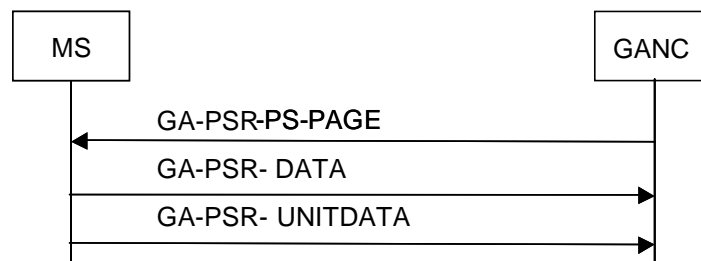 MS
GANC
GA-PSR-PS-PAGE
GA-PSR- DATA
GA-PSR- UNITDATA